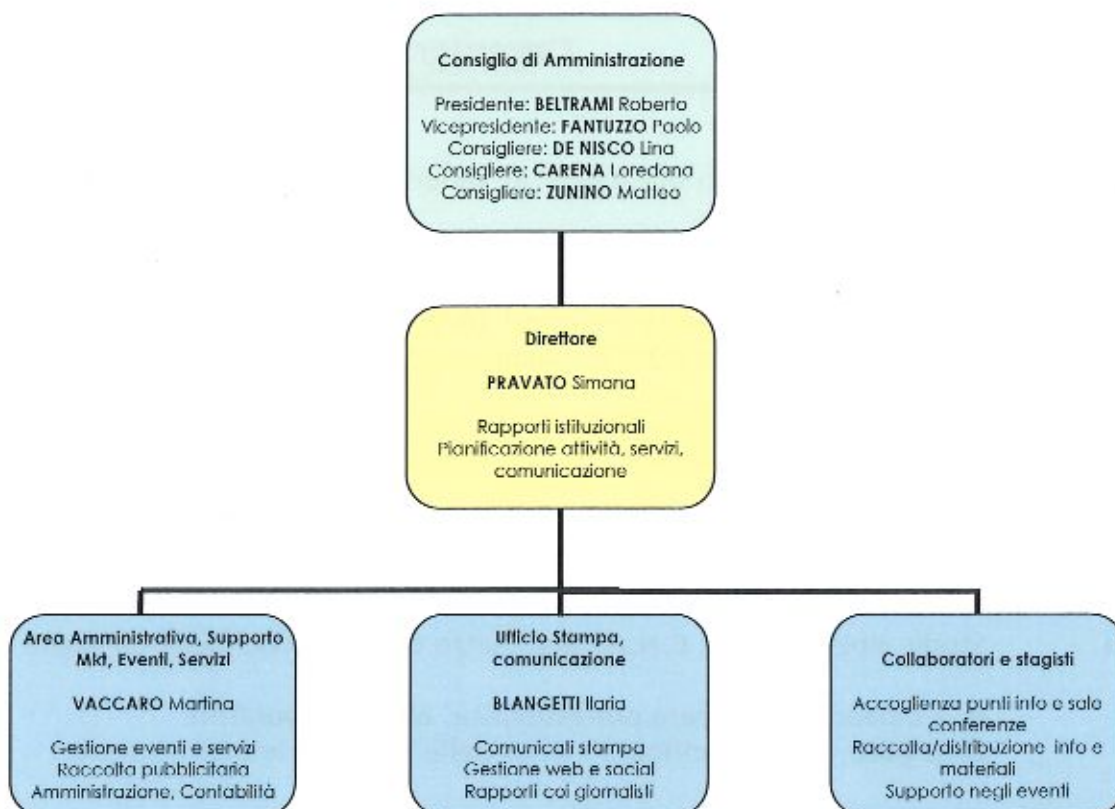 Consiglio di Amministrazione
Presidente: BELTRAMI Roberto
Vicepresidente: FANTUZZO Paolo
Consigliere: DE NISCO Lina
Consigliere: CARENA Loredana
Consigliere: ZUNINO Matteo
Direttore
PRAVATO Simona
Rapporti istituzionali
Pianificazione attività, servizi,
comunicazione
Area Amministrativa, Supporto
Mkt, Eventi, Servizi
VACCARO Martina
Gestione eventi e servizi
Raccolta pubblicitaria
Amministrazione, Contabilità
Ufficio Stampa,
comunicazione
BLANGETTI Ilaria
Comunicati stampa
Gestione web e social
Rapporti coi giornalisti
Collaboratori e stagisti
Accoglienza punti info e sale
conferenze
Raccolta/distribuzione info e
materiali
Supporto negli eventi